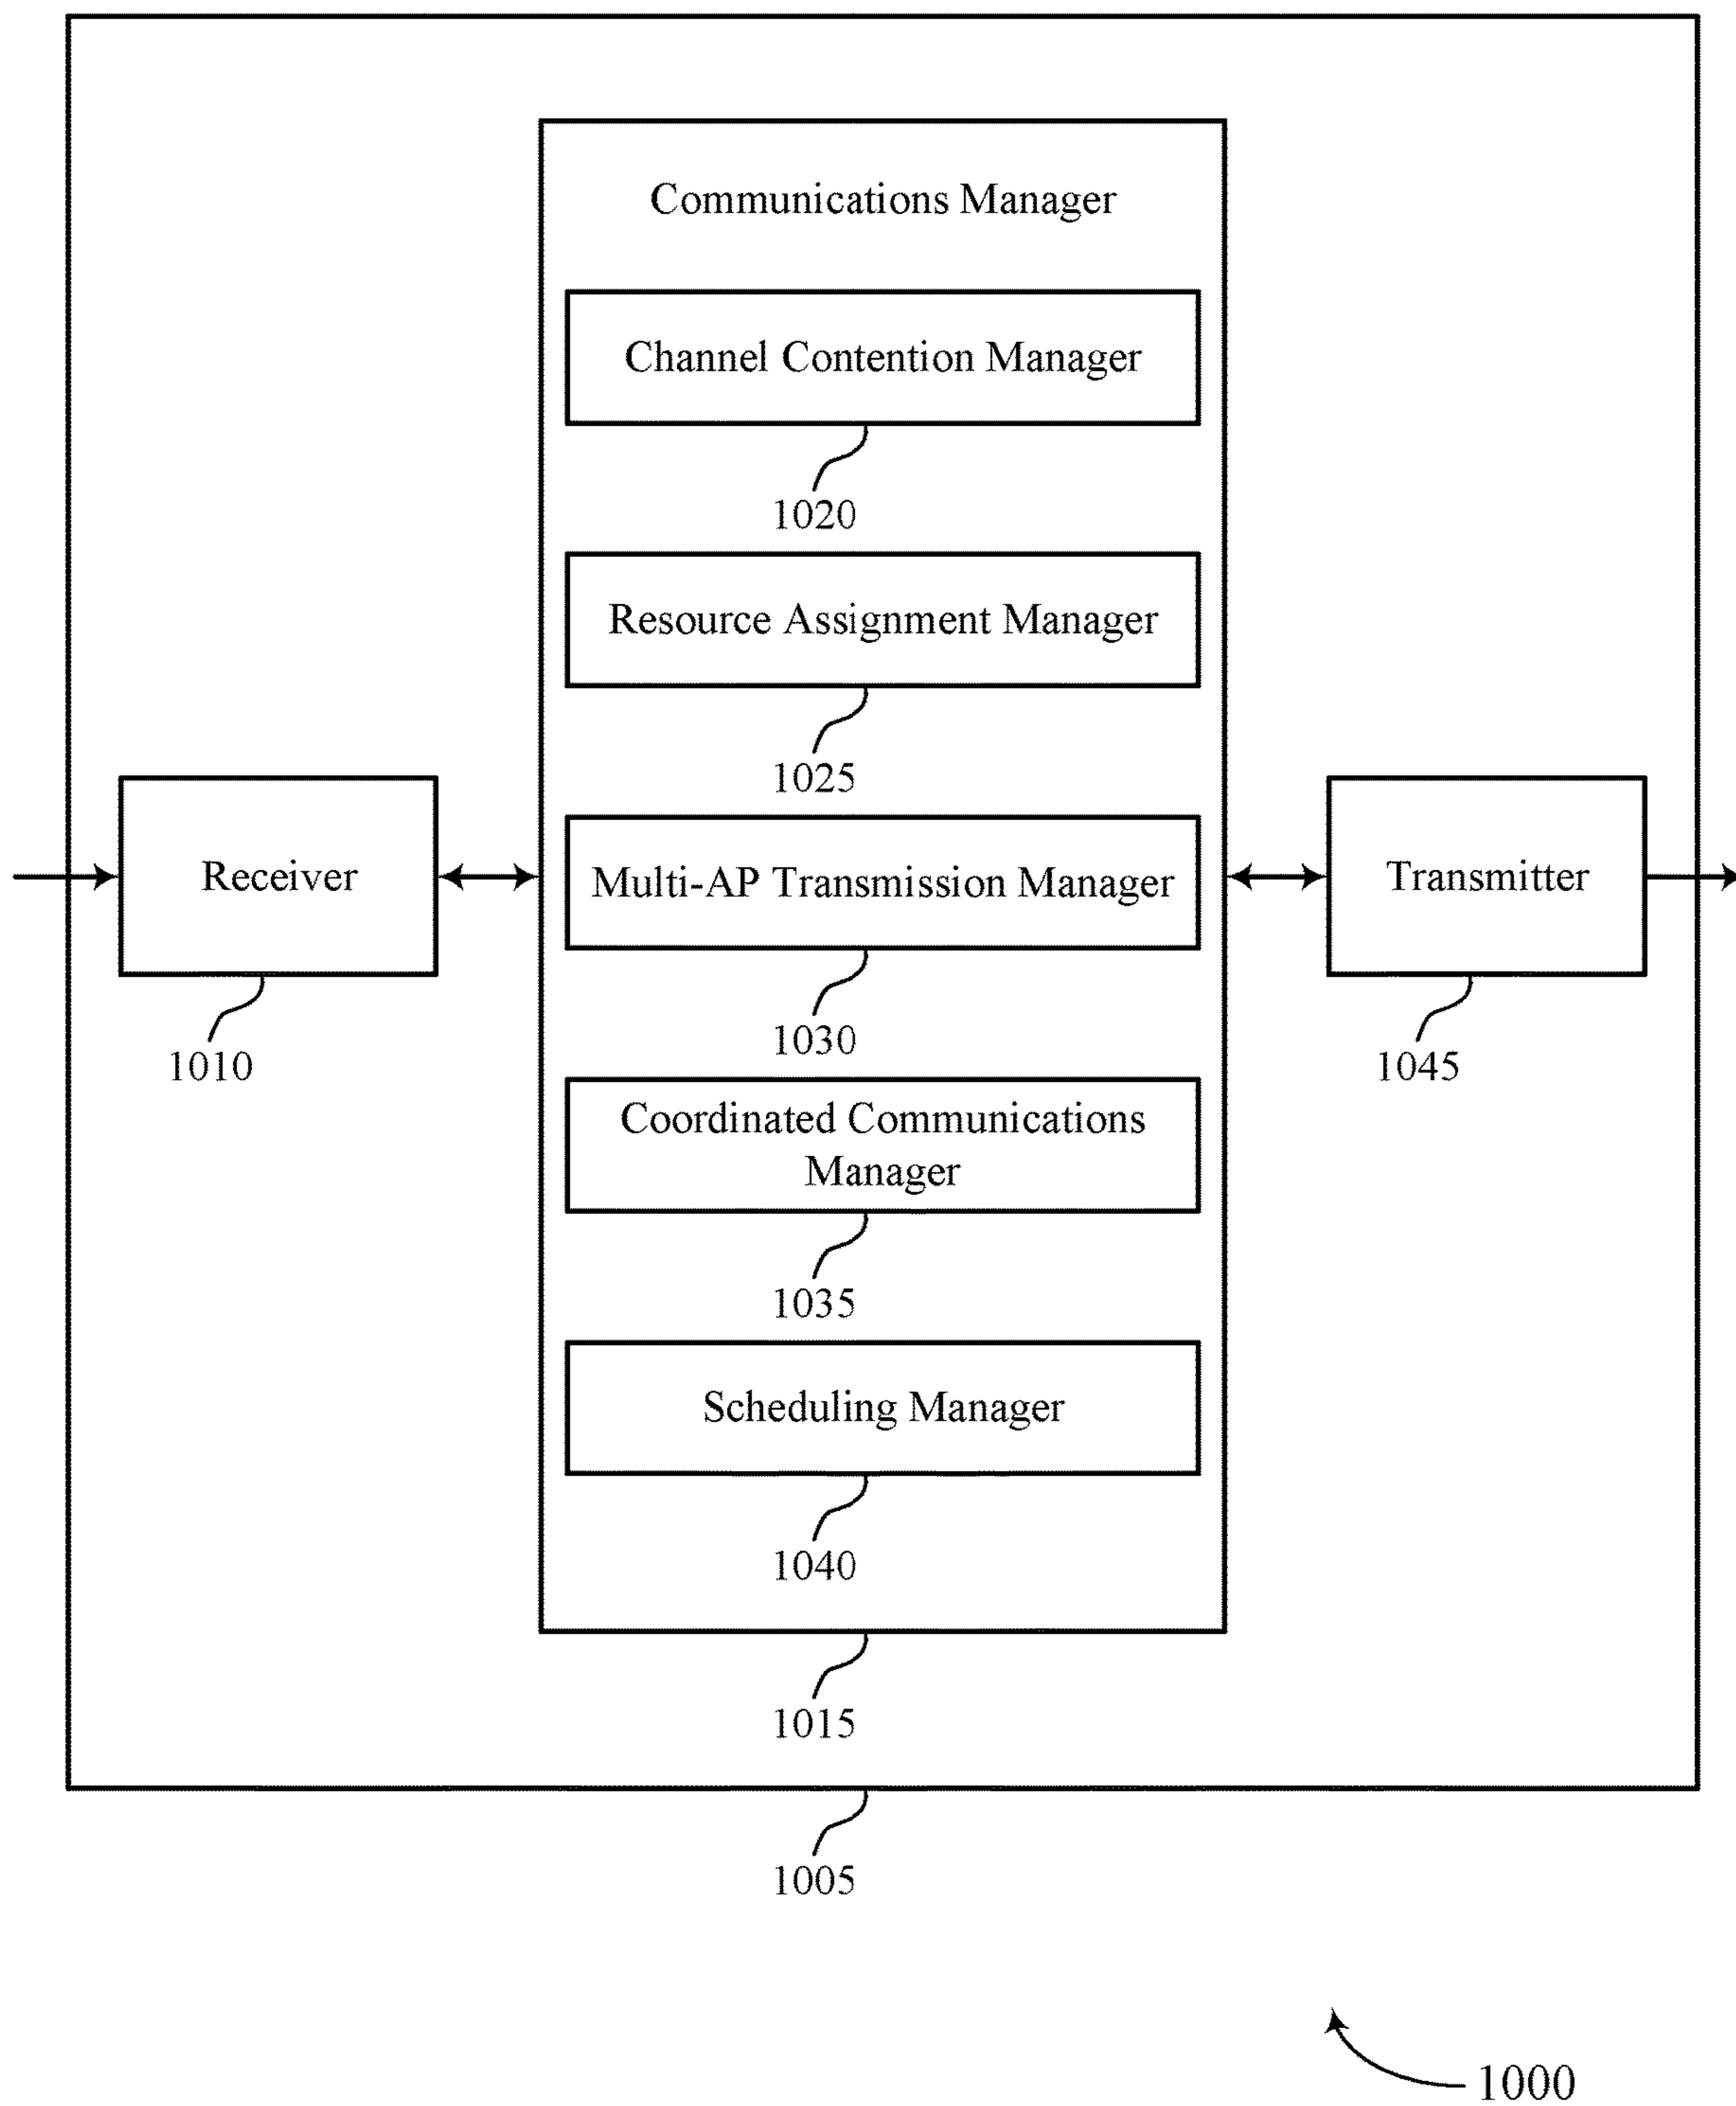 Communications Manager
Channel Contention Manager
1020
Resource Assignment Manager
1025
Receiver
1010
Multi-AP Transmission Manager
1030
Transmitter
1045
Coordinated Communications
Manager
1035
Scheduling Manager
1040
1015
1005
1000